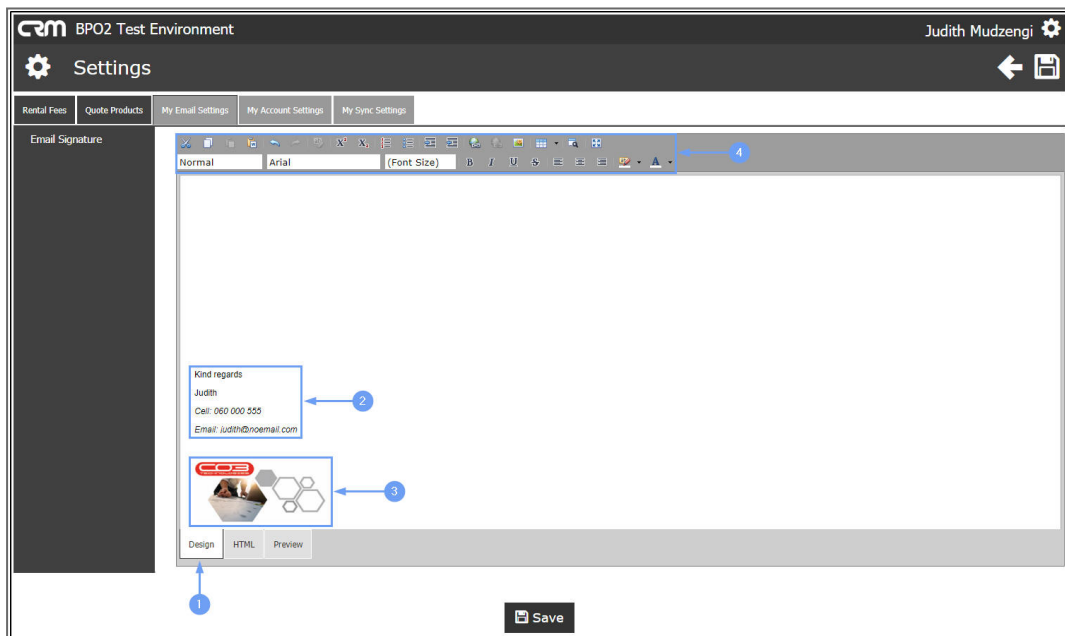 CRM BPO2 Test Environment
Judith Mudzengi
Settings
Rental Fees Quote Products My Email Settings My Account Settings My Sync Settings
Email Signature
Normal Arial (Font Size) B I U S A
4
Kind regards
Judith
Cell: 060 000 555
Email: judith@noemail.com
2
CO3
3
Design HTML Preview
1
Save